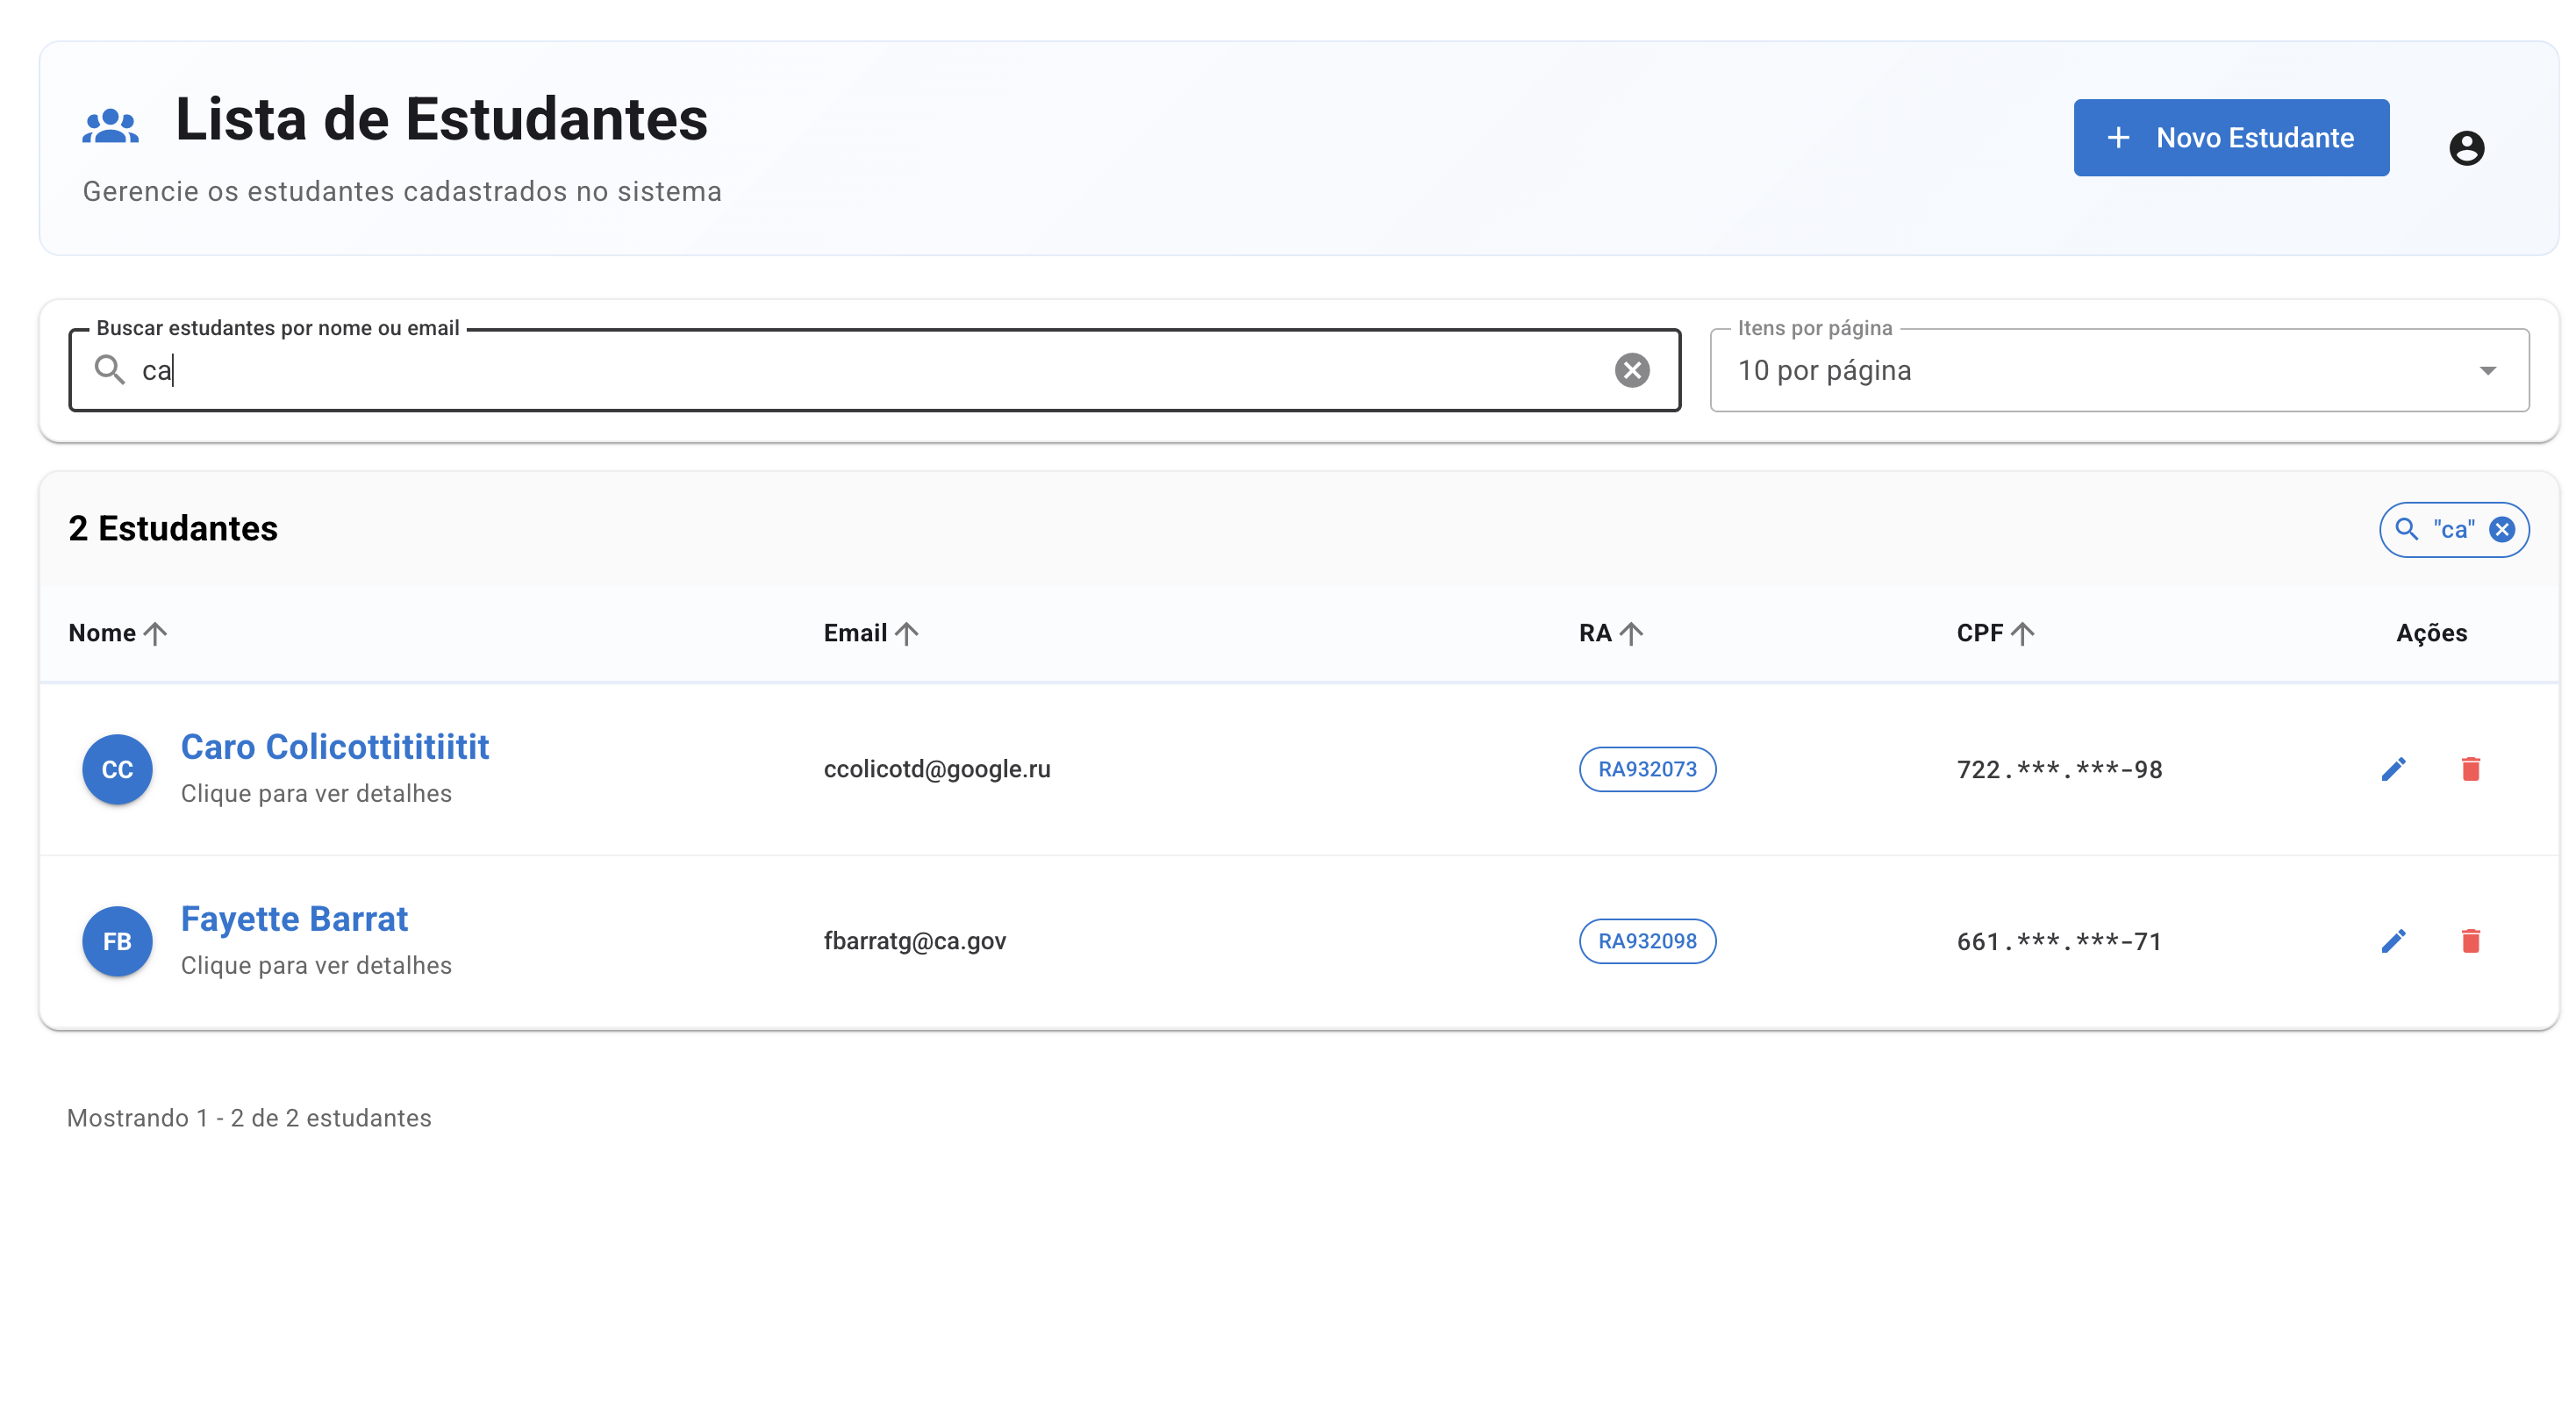 Lista de Estudantes
Gerencie os estudantes cadastrados no sistema
Novo Estudante
Buscar estudantes por nome ou email
ca
Itens por página
10 por página
2 Estudantes
"ca"
Nome Email RA CPF Ações
CC
Caro Colicottititiitit
Clique para ver detalhes
ccolicotd@google.ru
RA932073
722.***.***-98
FB
Fayette Barrat
Clique para ver detalhes
fbarratg@ca.gov
RA932098
661.***.***-71
Mostrando 1 - 2 de 2 estudantes